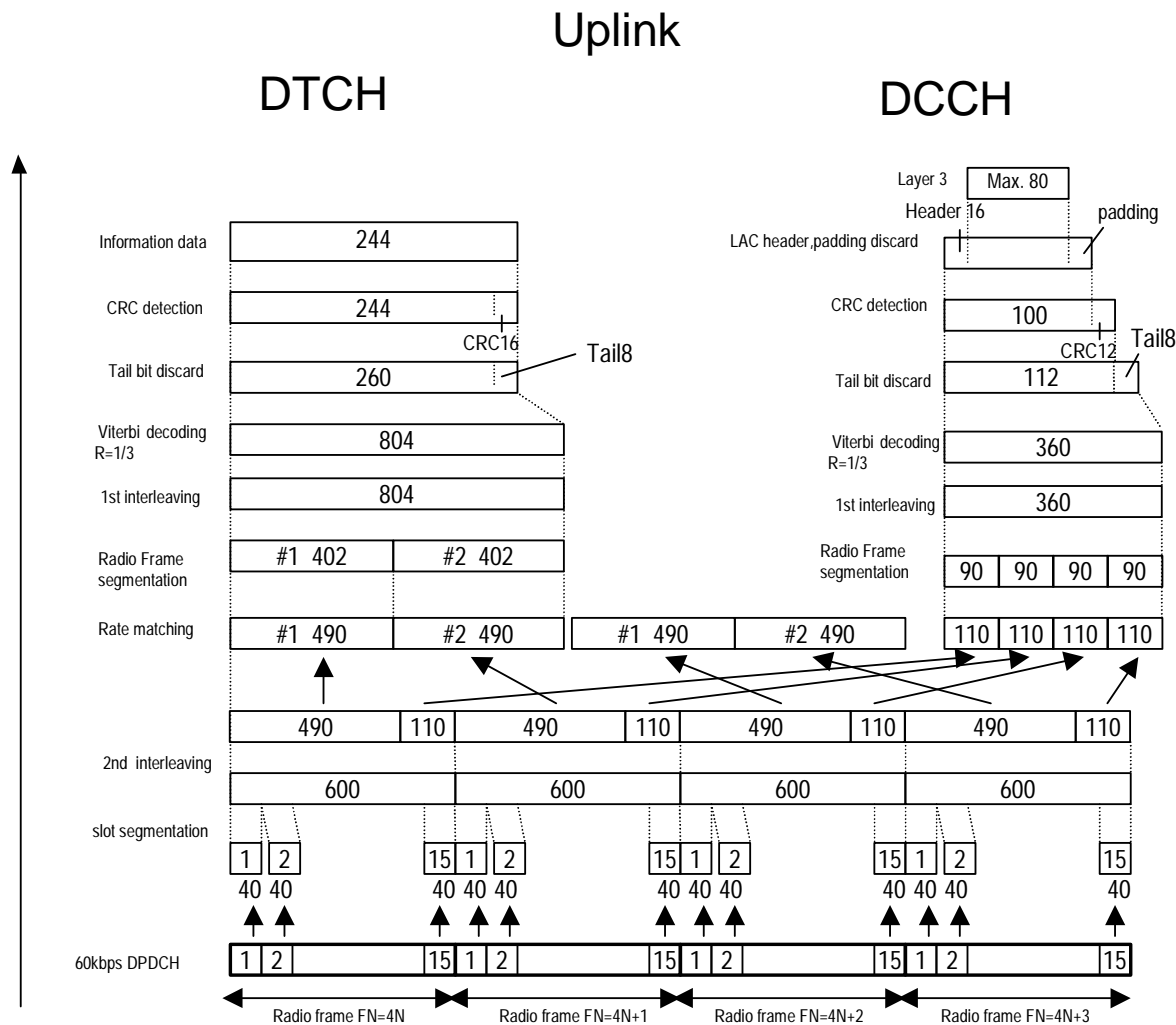 Uplink
DTCH DCCH
Layer 3 Max. 80
Header 16 padding
Information data 244 LAC header,padding discard
CRC detection 244 CRC detection 100
CRC16 CRC12
Tail8 Tail8
Tail bit discard 260 Tail bit discard 112
Viterbi decoding R=1/3 804 Viterbi decoding R=1/3 360
1st interleaving 804 1st interleaving 360
Radio Frame segmentation #1 402 #2 402 Radio Frame segmentation 90 90 90 90
Rate matching #1 490 #2 490 #1 490 #2 490 110 110 110 110
490 110 490 110 490 110 490 110
2nd interleaving
600 600 600 600
slot segmentation
1 2 15 1 2 15 1 2 15 1 2 15
40 40 40 40 40 40 40 40 40 40 40 40
60kbps DPDCH 1 2 15 1 2 15 1 2 15 1 2 15
Radio frame FN=4N Radio frame FN=4N+1 Radio frame FN=4N+2 Radio frame FN=4N+3